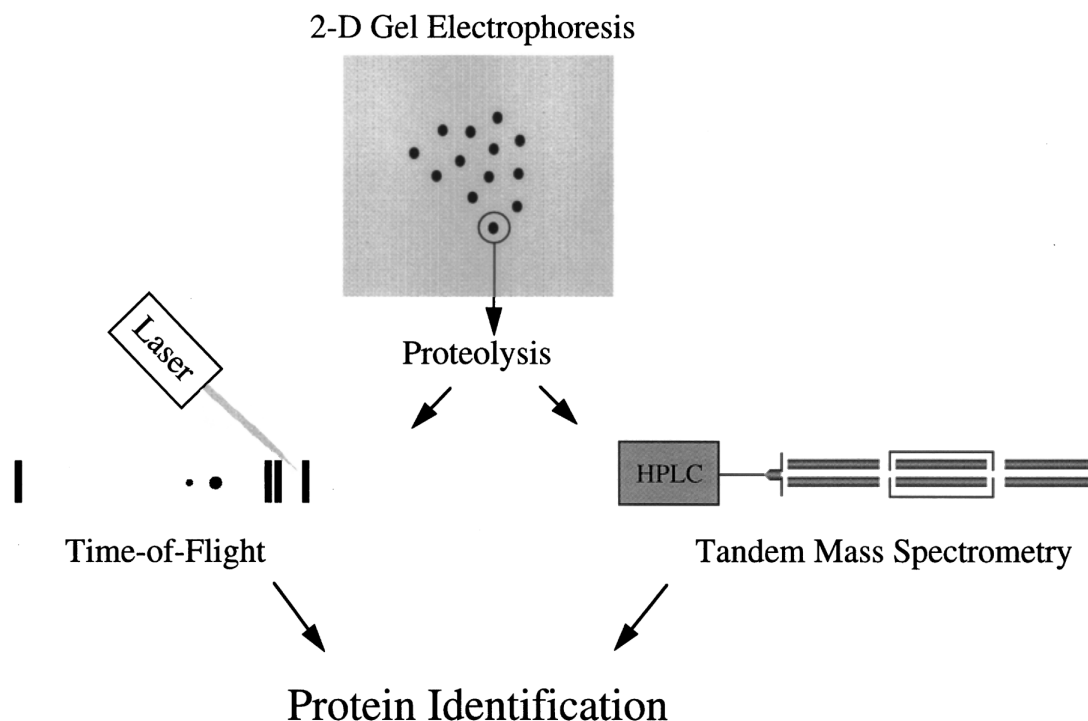 2-D Gel Electrophoresis
Proteolysis
Laser
HPLC
Time-of-Flight
Tandem Mass Spectrometry
Protein Identification